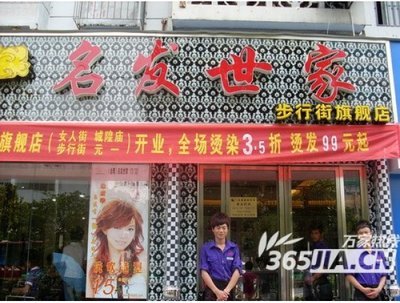 名发世家
步行街旗舰店
旗舰店（女人街 城隍庙
步行街 元一）开业，全场烫染3.5折 烫发99元起
万家热线
365JIA.CN